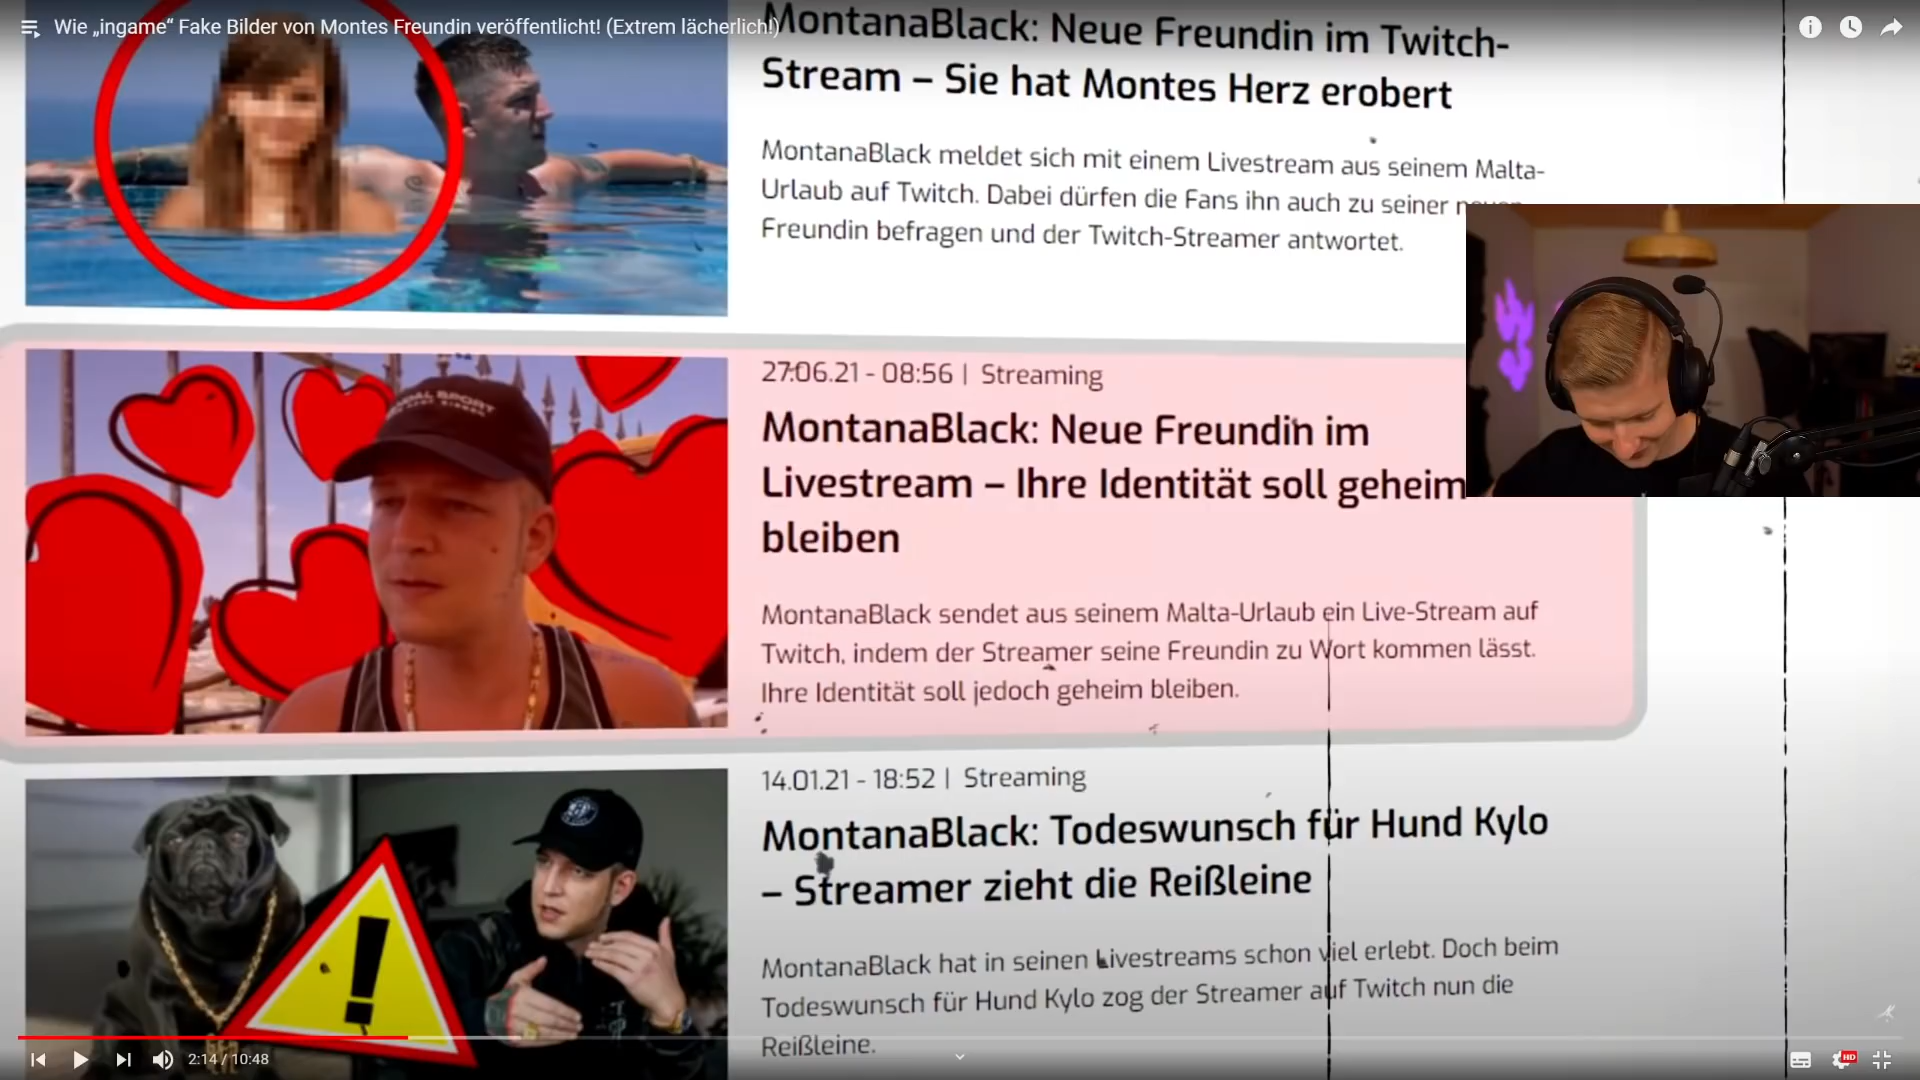 Wie „ingame“ Fake Bilder von Montes Freundin veröffentlicht! (Extrem lächerlich!)
MontanaBlack: Neue Freundin im Twitch-
Stream – Sie hat Montes Herz erobert
MontanaBlack meldet sich mit einem Livestream aus seinem Malta-
Urlaub auf Twitch. Dabei dürfen die Fans ihn auch zu seiner
Freundin befragen und der Twitch-Streamer antwortet.
27.06.21 - 08:56 | Streaming
MontanaBlack: Neue Freundin im
Livestream – Ihre Identität soll geheim
bleiben
MontanaBlack sendet aus seinem Malta-Urlaub ein Live-Stream auf
Twitch, indem der Streamer seine Freundin zu Wort kommen lässt.
Ihre Identität soll jedoch geheim bleiben.
14.01.21 - 18:52 | Streaming
MontanaBlack: Todeswunsch für Hund Kylo
– Streamer zieht die Reißleine
MontanaBlack hat in seinen Livestreams schon viel erlebt. Doch beim
Todeswunsch für Hund Kylo zog der Streamer auf Twitch nun die
Reißleine.
2:14 / 10:48
HD